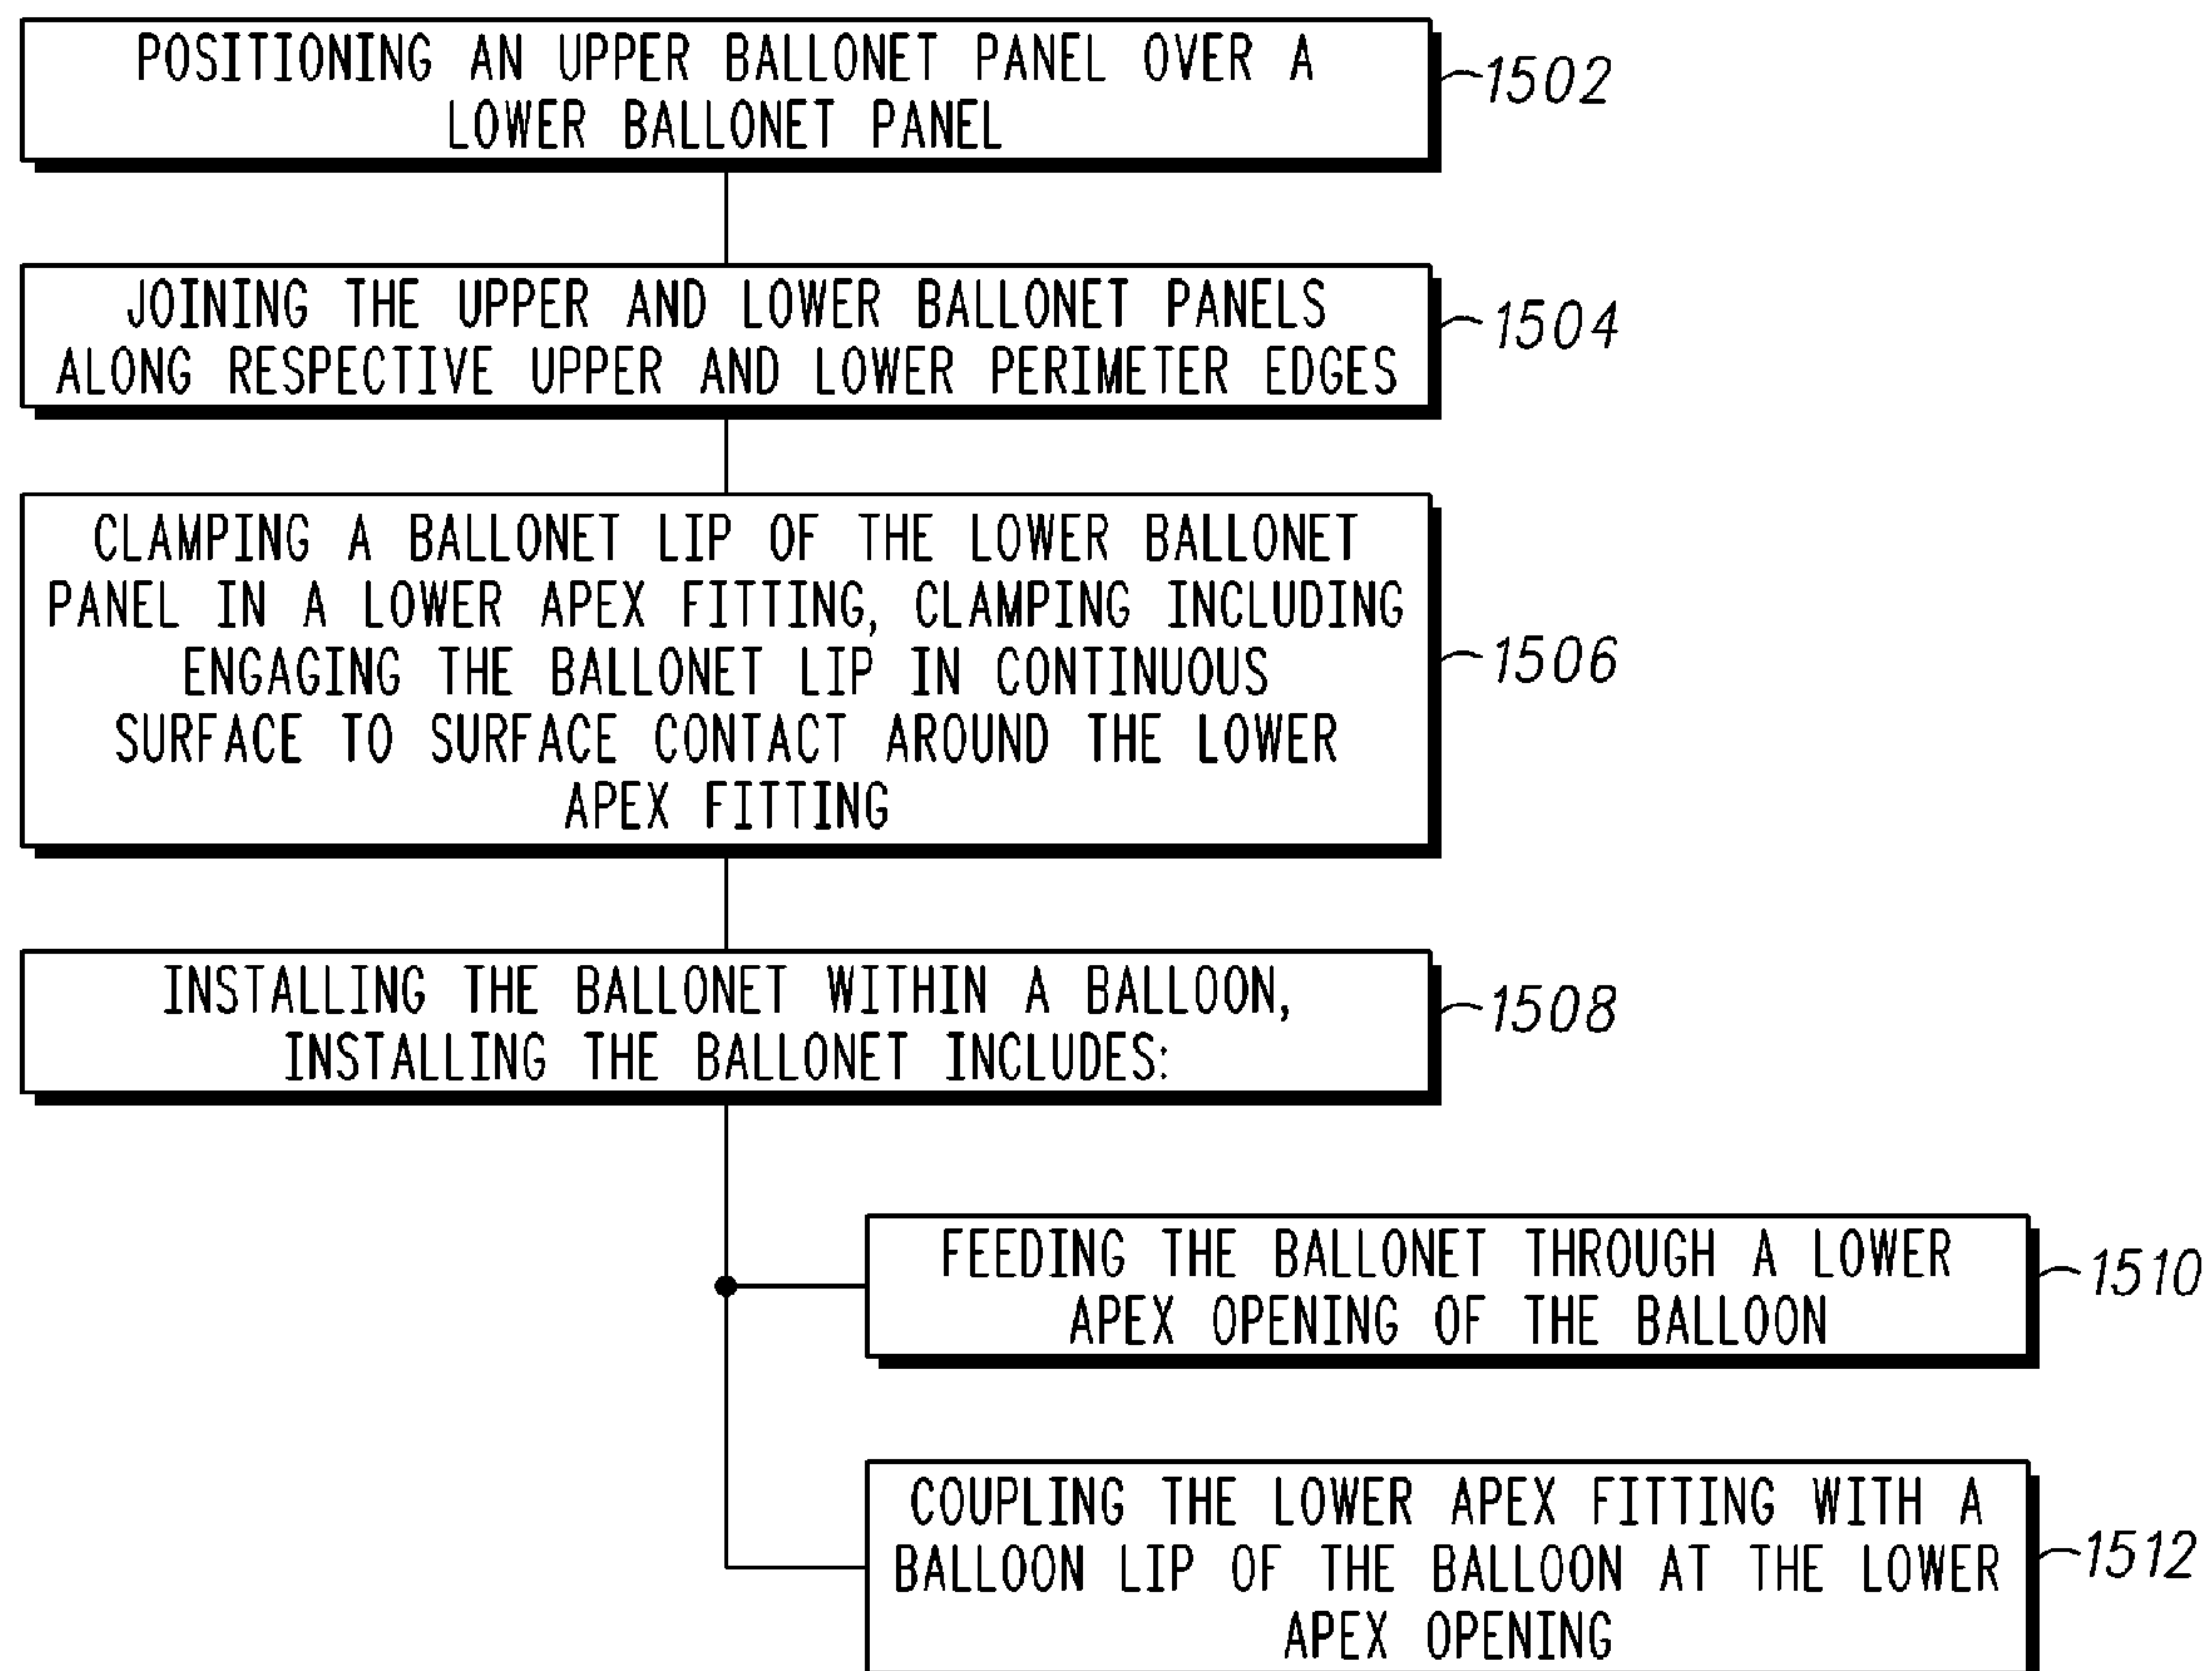 POSITIONING AN UPPER BALLONET PANEL OVER A
LOWER BALLONET PANEL
1502
JOINING THE UPPER AND LOWER BALLONET PANELS
ALONG RESPECTIVE UPPER AND LOWER PERIMETER EDGES
1504
CLAMPING A BALLONET LIP OF THE LOWER BALLONET
PANEL IN A LOWER APEX FITTING, CLAMPING INCLUDING
ENGAGING THE BALLONET LIP IN CONTINUOUS
SURFACE TO SURFACE CONTACT AROUND THE LOWER
APEX FITTING
1506
INSTALLING THE BALLONET WITHIN A BALLOON,
INSTALLING THE BALLONET INCLUDES:
1508
FEEDING THE BALLONET THROUGH A LOWER
APEX OPENING OF THE BALLOON
1510
COUPLING THE LOWER APEX FITTING WITH A
BALLOON LIP OF THE BALLOON AT THE LOWER
APEX OPENING
1512